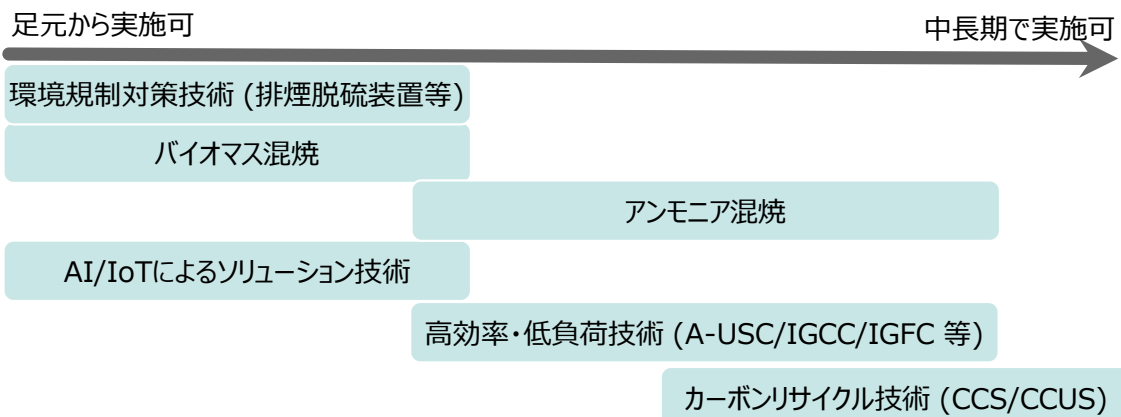 足元から実施可
中長期で実施可
環境規制対策技術 (排煙脱硫装置等)
バイオマス混焼
アンモニア混焼
AI/IoTによるソリューション技術
高効率・低負荷技術 (A-USC/IGCC/IGFC 等)
カーボンリサイクル技術 (CCS/CCUS)